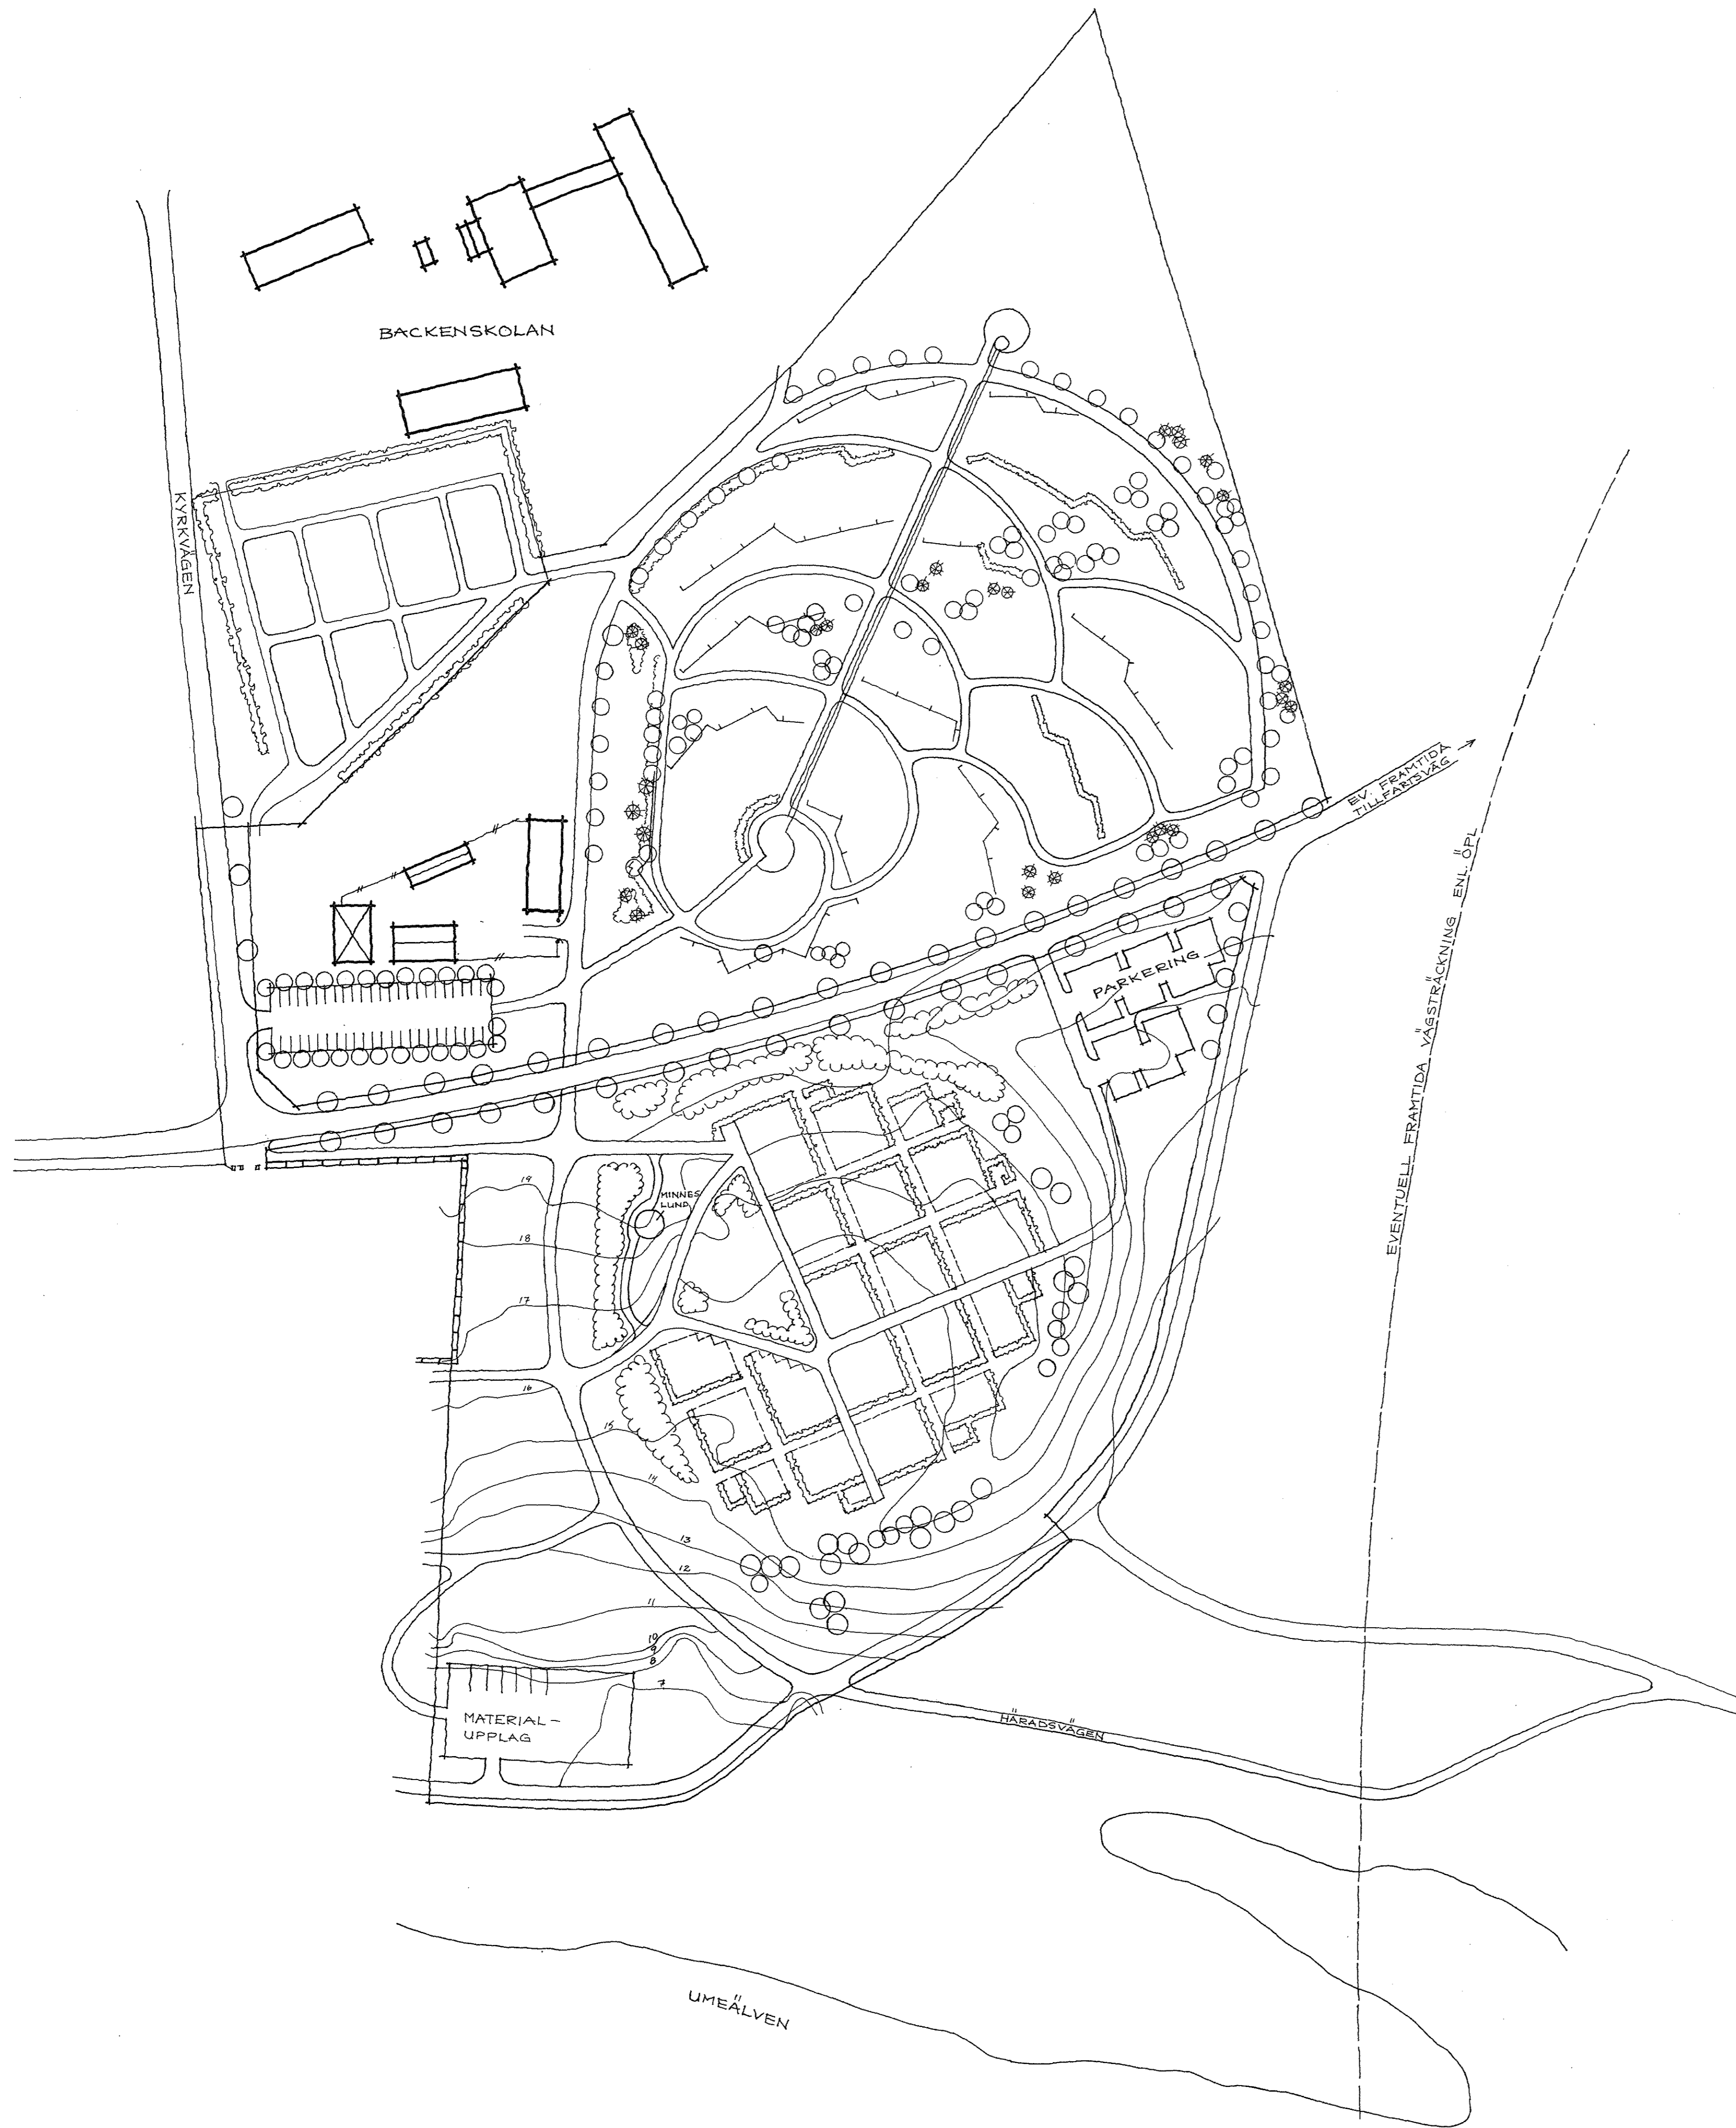 BACKENSKOLAN
KYRKVÄGEN
EV. FRAMTIDA
TILLFARTSVÄG
EVENTUELL FRAMTIDA VÄGSTRÄCKNING ENL. ÖPL
PARKERING
MINNES
LUND
19
18
17
16
15
14
13
12
11
10
9
8
7
MATERIAL-
UPPLAG
HÄRADSVÄGEN
UMEÄLVEN